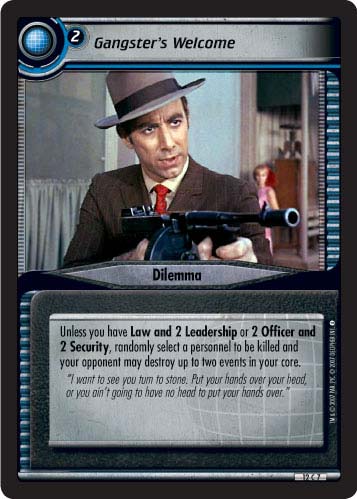 2
Gangster's Welcome
Dilemma
Unless you have Law and 2 Leadership or 2 Officer and
2 Security, randomly select a personnel to be killed and
your opponent may destroy up to two events in your core.
"I want to see you turn to stone. Put your hands over your head,
or you ain't going to have no head to put your hands over."
12 C 7